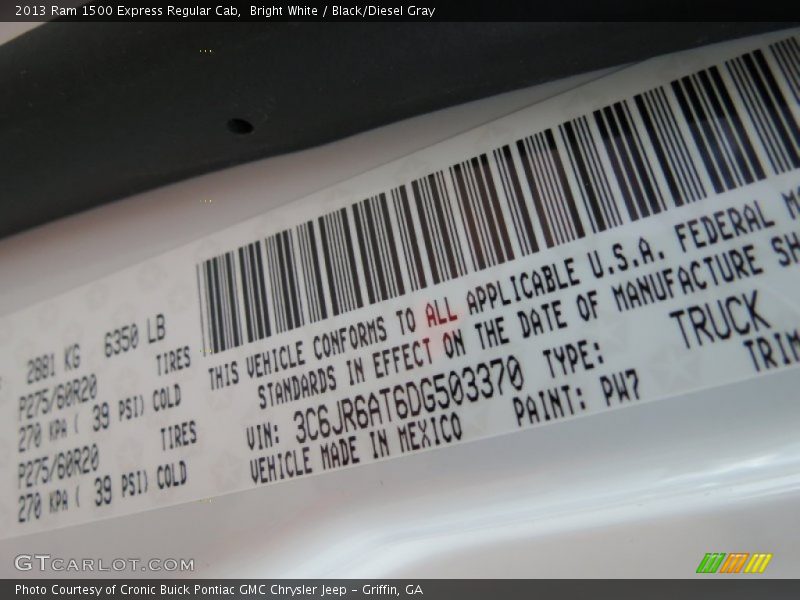 2013 Ram 1500 Express Regular Cab,  Bright White / Black/Diesel Gray
2881 KG 6350 LB
P275/60R20 TIRES
270 KPA ( 39 PSI) COLD
P275/60R20 TIRES
270 KPA ( 39 PSI) COLD
THIS VEHICLE CONFORMS TO ALL APPLICABLE U.S.A. FEDERAL
STANDARDS IN EFFECT ON THE DATE OF MANUFACTURE
VIN: 3C6JR6AT6DG503370 TYPE: TRUCK
VEHICLE MADE IN MEXICO PAINT: PW7
GTCARLOT.COM
Photo Courtesy of Cronic Buick Pontiac GMC Chrysler Jeep – Griffin, GA